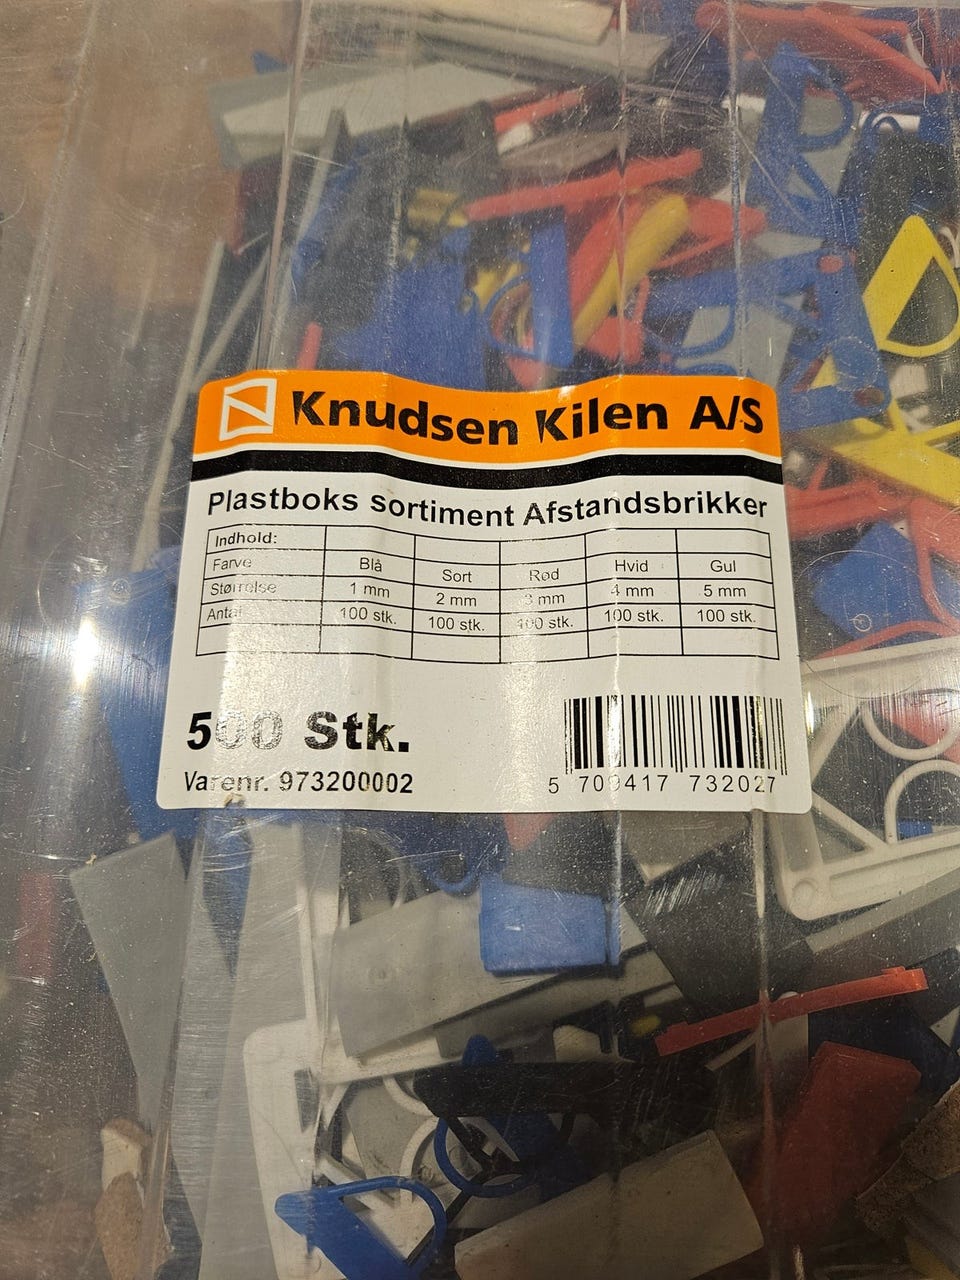 Knudsen Kilen A/S
Plastboks Sortiment Afstandsbrikker
Indhold:
Farve Blå Sort Rød Hvid Gul
Størrelse 1 mm 2 mm 3 mm 4 mm 5 mm
Antal 100 stk. 100 stk. 100 stk. 100 stk. 100 stk.
500 Stk.
Varenr. 973200002
5 709417 732027